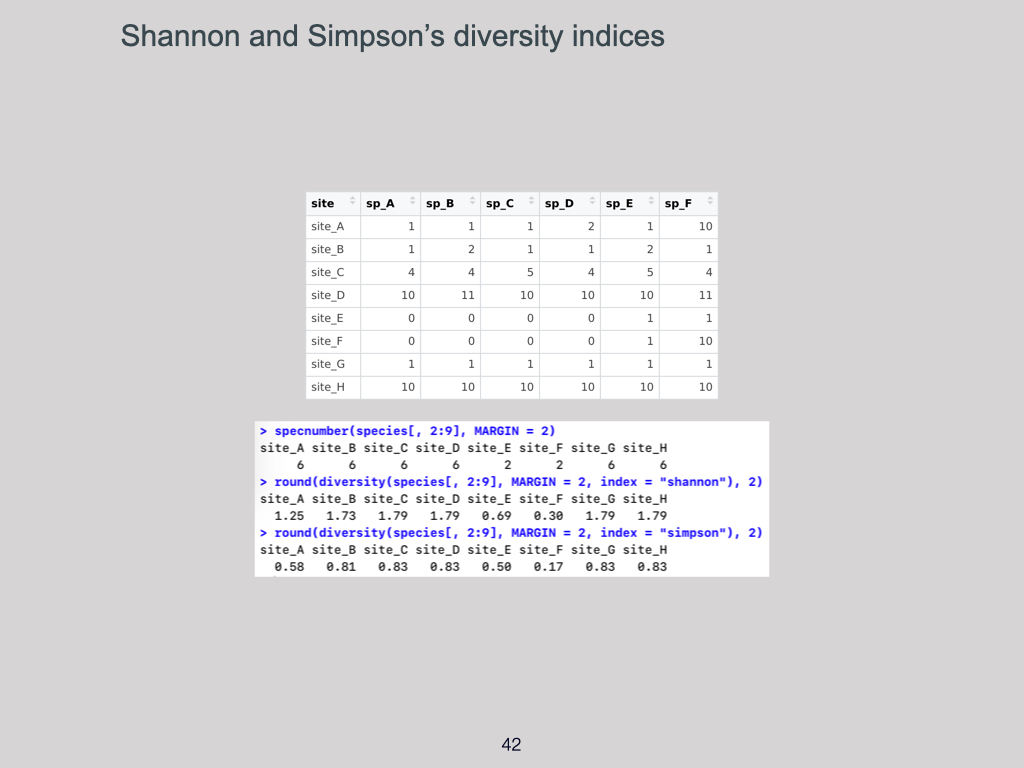 Shannon and Simpson’s diversity indices
site sp_A sp_B sp_C sp_D sp_E sp_F
site_A 1 1 1 2 1 10
site_B 1 2 1 1 2 1
site_C 4 4 5 4 5 4
site_D 10 11 10 10 10 11
site_E 0 0 0 0 1 1
site_F 0 0 0 0 1 10
site_G 1 1 1 1 1 1
site_H 10 10 10 10 10 10
> specnumber(species[, 2:9], MARGIN = 2)
site_A site_B site_C site_D site_E site_F site_G site_H
6 6 6 6 2 2 6 6
> round(diversity(species[, 2:9], MARGIN = 2, index = "shannon"), 2)
site_A site_B site_C site_D site_E site_F site_G site_H
1.25 1.73 1.79 1.79 0.69 0.30 1.79 1.79
> round(diversity(species[, 2:9], MARGIN = 2, index = "simpson"), 2)
site_A site_B site_C site_D site_E site_F site_G site_H
0.58 0.81 0.83 0.83 0.50 0.17 0.83 0.83
42